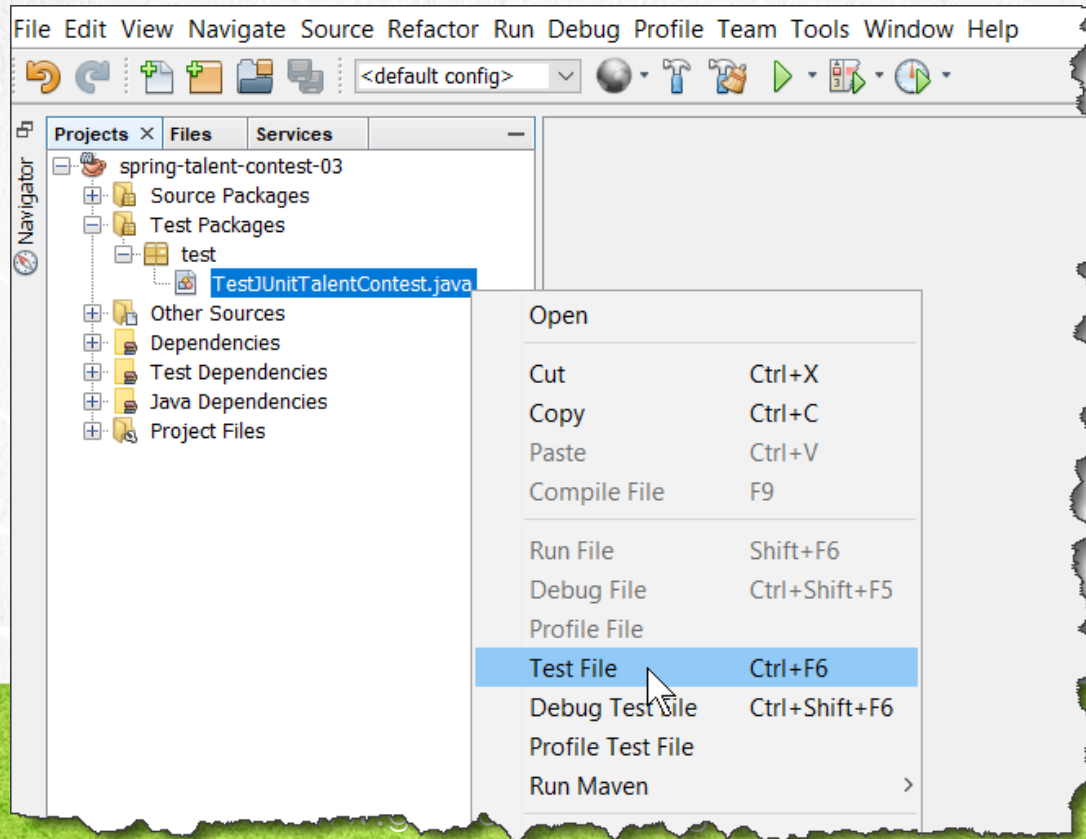 File Edit View Navigate Source Refactor Run Debug Profile Team Tools Window Help
<default config>
Projects Files Services
Navigator
spring-talent-contest-03
Source Packages
Test Packages
test
TestJUnitTalentContest.java
Other Sources
Dependencies
Test Dependencies
Java Dependencies
Project Files
Open
Cut Ctrl+X
Copy Ctrl+C
Paste Ctrl+V
Compile File F9
Run File Shift+F6
Debug File Ctrl+Shift+F5
Profile File
Test File Ctrl+F6
Debug Test File Ctrl+Shift+F6
Profile Test File
Run Maven